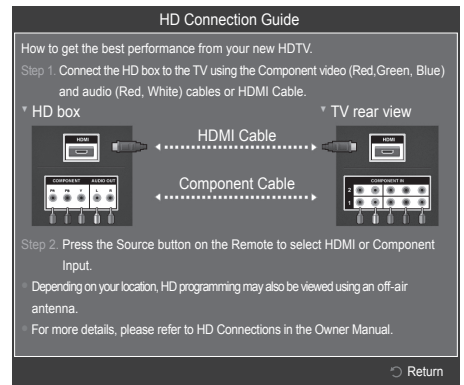 HD Connection Guide
How to get the best performance from your new HDTV.
Step 1. Connect the HD box to the TV using the Component video (Red,Green, Blue)
and audio (Red, White) cables or HDMI Cable.
▼ HD box
▼ TV rear view
HDMI
HDMI Cable
HDMI
COMPONENT AUDIO OUT
PR PB Y L R
Component Cable
COMPONENT IN
2
1
Step 2. Press the Source button on the Remote to select HDMI or Component
Input.
Depending on your location, HD programming may also be viewed using an off-air
antenna.
For more details, please refer to HD Connections in the Owner Manual.
Return